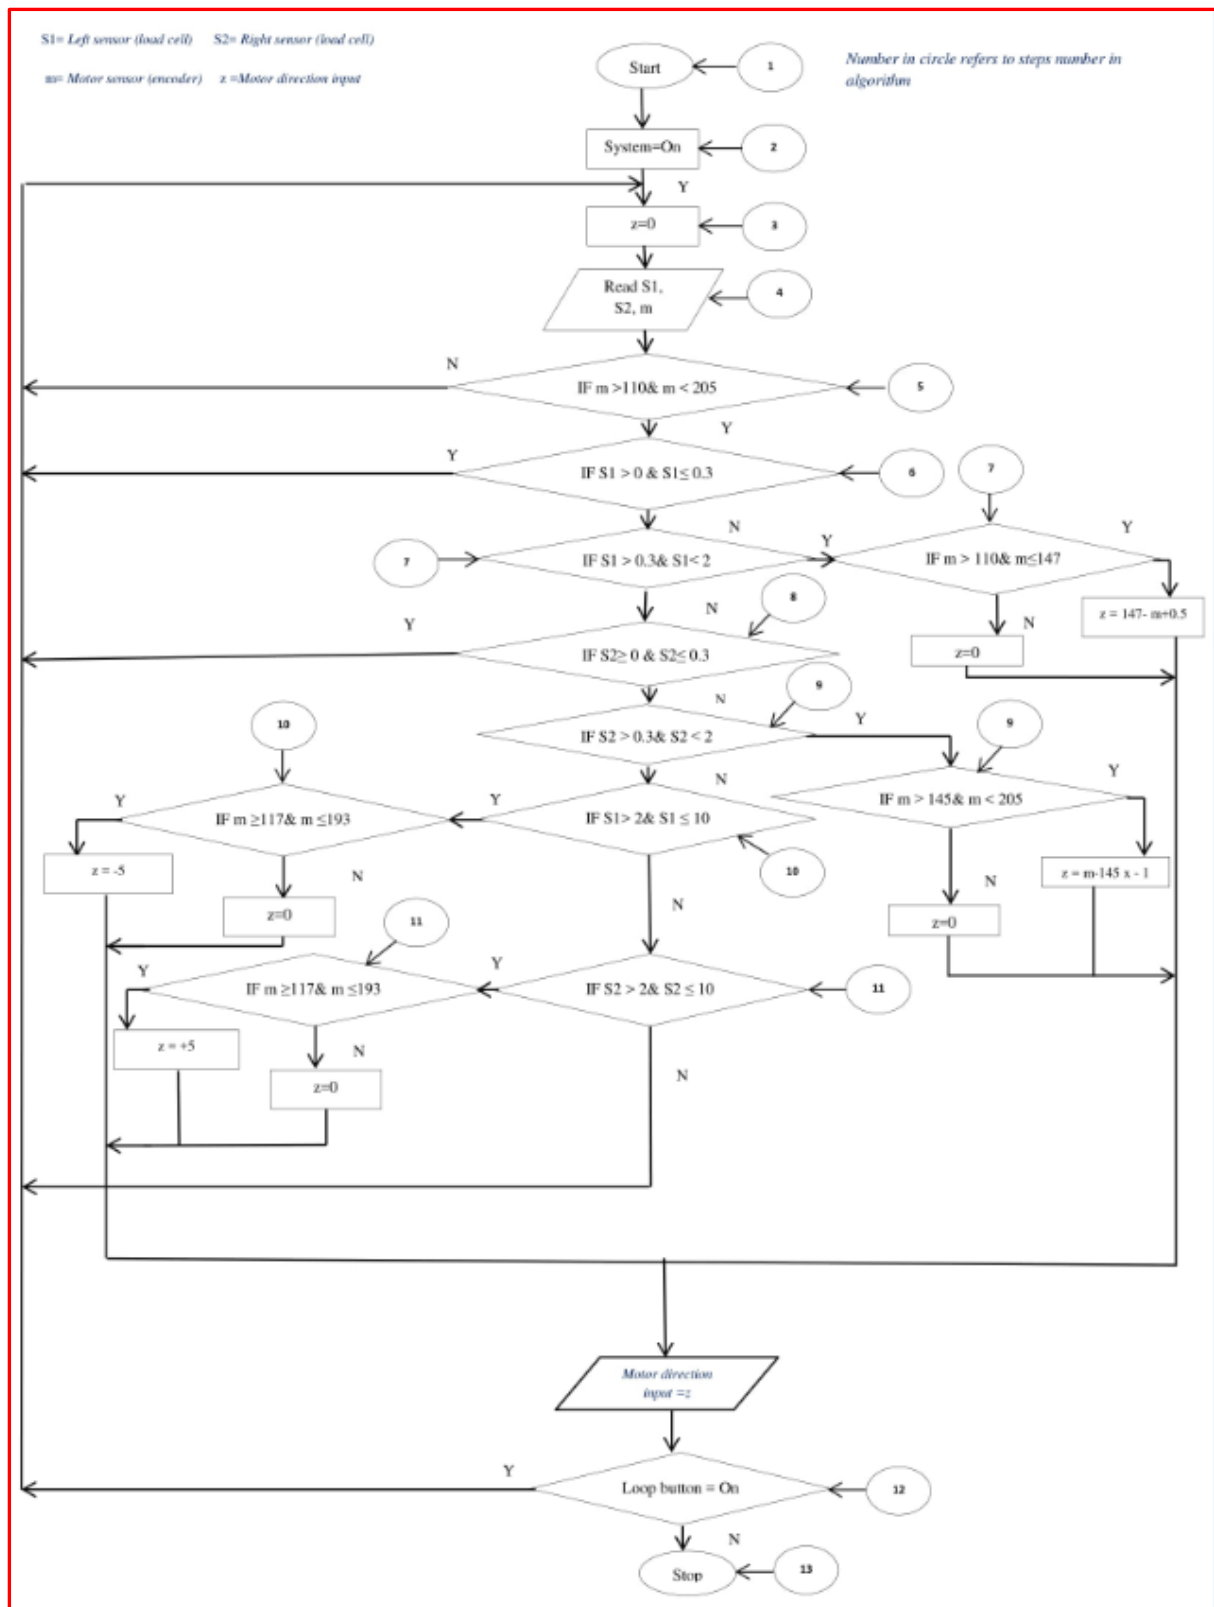 S1= Left sensor (load cell) S2= Right sensor (load cell)
m= Motor sensor (encoder) z =Motor direction input
Number in circle refers to steps number in
algorithm
Start
1
System=On
2
Y
z=0
3
Read S1,
S2, m
4
N
IF m >110& m < 205
5
Y
Y
IF S1 > 0 & S1≤ 0.3
6
7
N
Y
Y
7
IF S1 > 0.3& S1< 2
IF m > 110& m≤147
8
N
z = 147- m+0.5
Y
N
IF S2≥ 0 & S2≤ 0.3
z=0
9
N
10
Y
9
IF S2 > 0.3& S2 < 2
N
Y
Y
Y
IF m ≥117& m ≤193
IF S1> 2& S1 ≤ 10
IF m > 145& m < 205
z = -5
N
10
z = m-145 x - 1
N
N
z=0
11
z=0
Y
Y
IF m ≥117& m ≤193
IF S2 > 2& S2 ≤ 10
11
z = +5
N
N
z=0
Motor direction
input =z
Y
Loop button = On
12
N
Stop
13